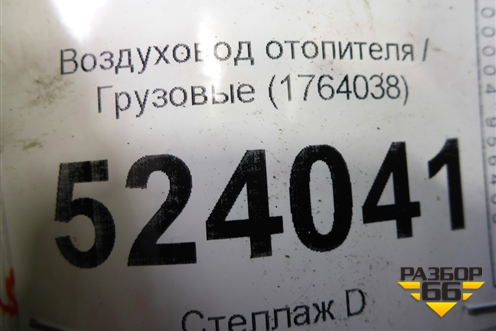 Воздуховод отопителя /
Грузовые (1764038)
524041
Стеллаж D
РАЗБОР
66